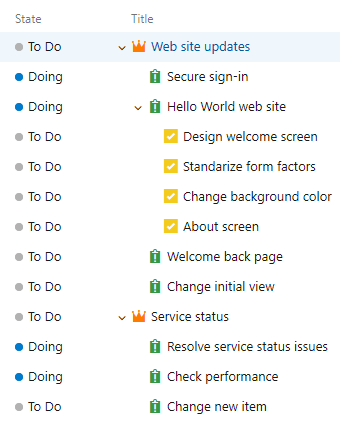 State Title
To Do Web site updates
Doing Secure sign-in
Doing Hello World web site
To Do Design welcome screen
To Do Standarize form factors
To Do Change background color
To Do About screen
To Do Welcome back page
To Do Change initial view
To Do Service status
Doing Resolve service status issues
Doing Check performance
To Do Change new item